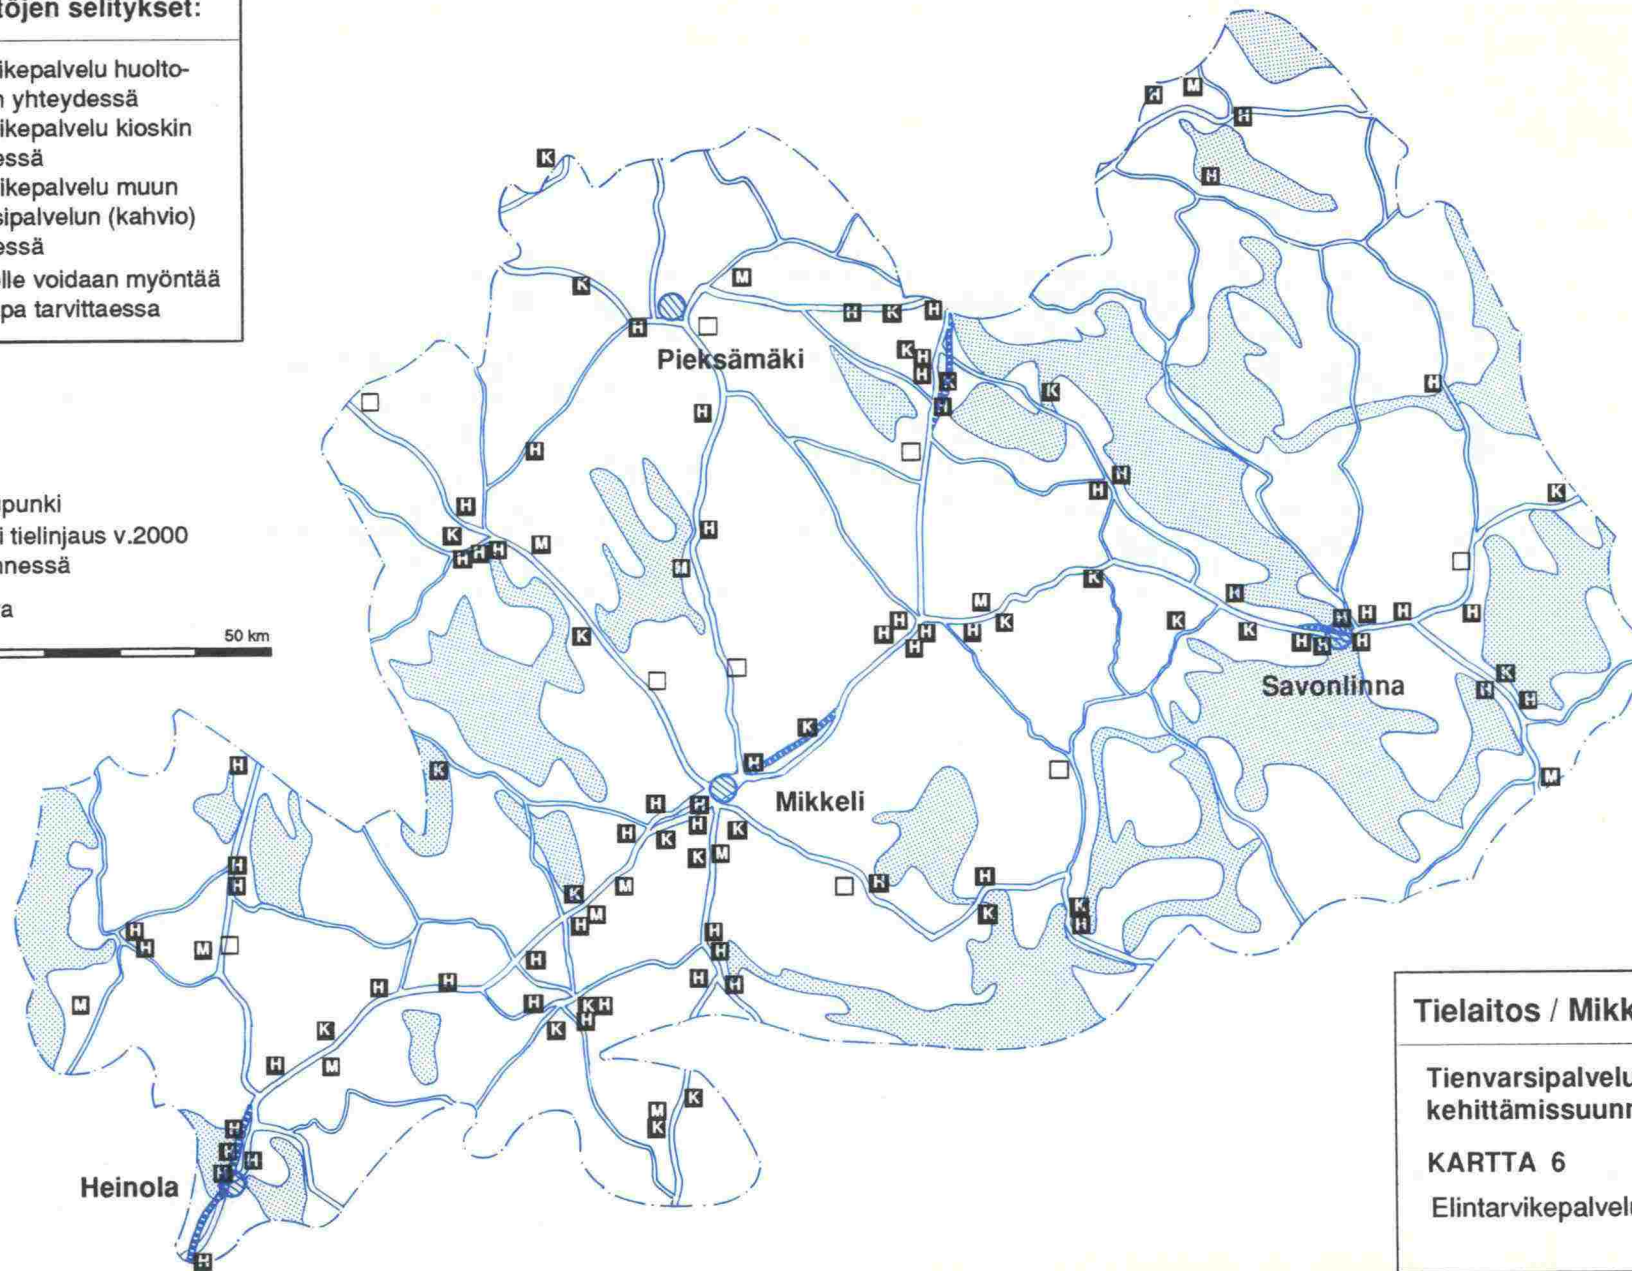 töjen selitykset:
ikepalvelu huolto-
n yhteydessä
ikepalvelu kioskin
essä
ikepalvelu muun
sipalvelun (kahvio)
essä
lle voidaan myöntää
pa tarvittaessa
punki
i tielinjaus v.2000
nnessä
a
50 km
Pieksämäki
Savonlinna
Mikkeli
Heinola
Tielaitos / Mikk
Tienvarsipalvelu
kehittämissuunn
KARTTA 6
Elintarvikepalvelu